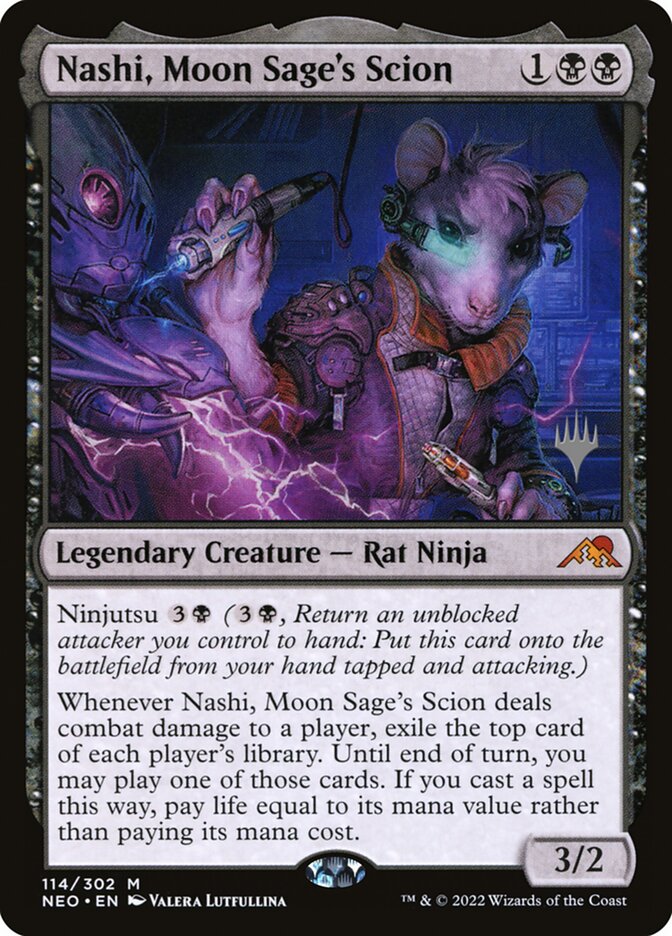 Nashi, Moon Sage's Scion 1
Legendary Creature — Rat Ninja
Ninjutsu 3 (3, Return an unblocked
attacker you control to hand: Put this card onto the
battlefield from your hand tapped and attacking.)
Whenever Nashi, Moon Sage's Scion deals
combat damage to a player, exile the top card
of each player's library. Until end of turn, you
may play one of those cards. If you cast a spell
this way, pay life equal to its mana value rather
than paying its mana cost.
3/2
114/302 M
NEO • EN Valera Lutfullina
™ & © 2022 Wizards of the Coast